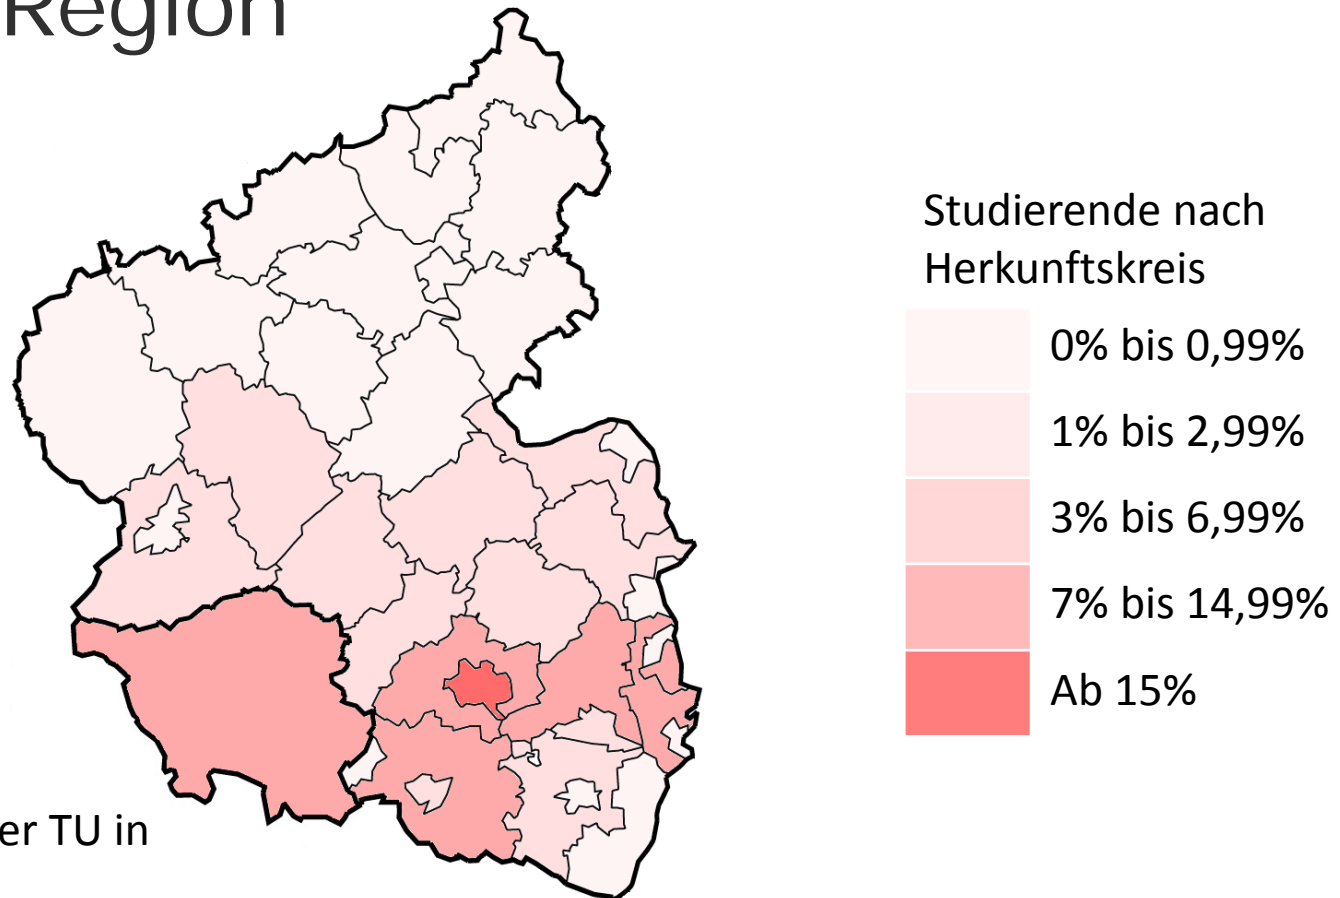 Region
Studierende nach
Herkunftskreis
0% bis 0,99%
1% bis 2,99%
3% bis 6,99%
7% bis 14,99%
Ab 15%
er TU in